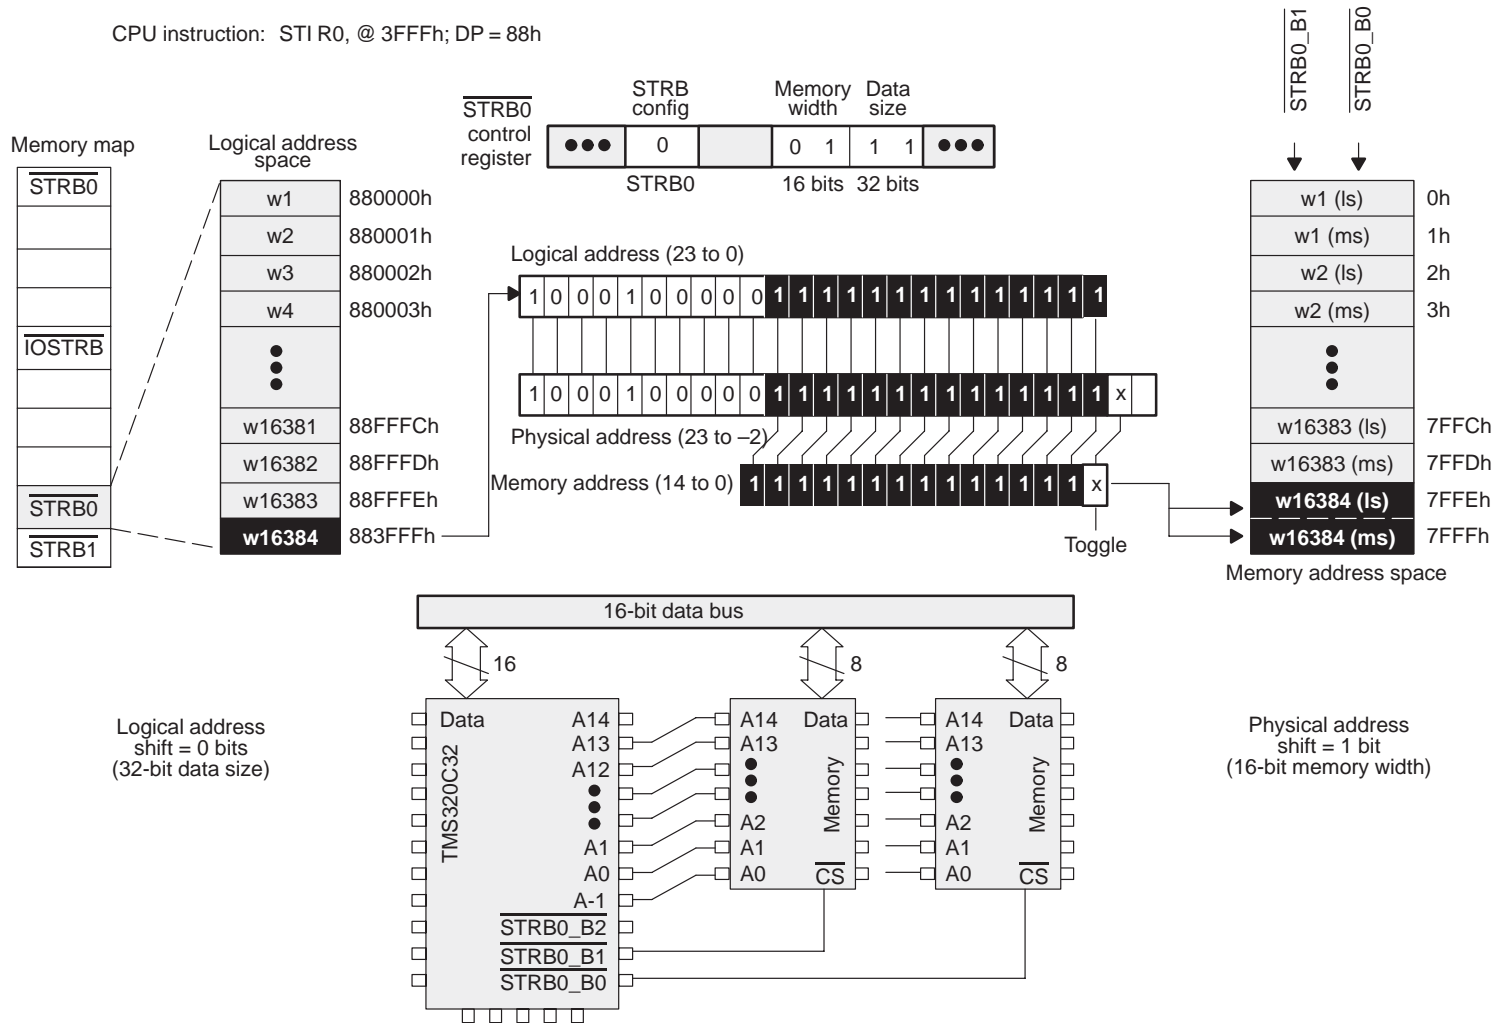 CPU instruction: STI R0, @ 3FFFh; DP = 88h
STRB0_B1
STRB0_B0
STRB0
control
register
STRB
config
Memory
width
Data
size
0
0 1
1 1
STRB0
16 bits
32 bits
Memory map
STRB0
IOSTRB
STRB0
STRB1
Logical address
space
w1 880000h
w2 880001h
w3 880002h
w4 880003h
w16381 88FFFCh
w16382 88FFFDh
w16383 88FFFEh
w16384 883FFFh
Logical address (23 to 0)
1 0 0 0 1 0 0 0 0 0 1 1 1 1 1 1 1 1 1 1 1 1 1 1
1 0 0 0 1 0 0 0 0 0 1 1 1 1 1 1 1 1 1 1 1 1 1 1 x
Physical address (23 to –2)
Memory address (14 to 0)
1 1 1 1 1 1 1 1 1 1 1 1 1 1 x
Toggle
w1 (ls) 0h
w1 (ms) 1h
w2 (ls) 2h
w2 (ms) 3h
w16383 (ls) 7FFCh
w16383 (ms) 7FFDh
w16384 (ls) 7FFEh
w16384 (ms) 7FFFh
Memory address space
16-bit data bus
16
8
8
Logical address
shift = 0 bits
(32-bit data size)
Data
TMS320C32
A14
A13
A12
A1
A0
A-1
STRB0_B2
STRB0_B1
STRB0_B0
A14 Data
A13
A2
A1
A0
Memory
CS
A14 Data
A13
A2
A1
A0
Memory
CS
Physical address
shift = 1 bit
(16-bit memory width)